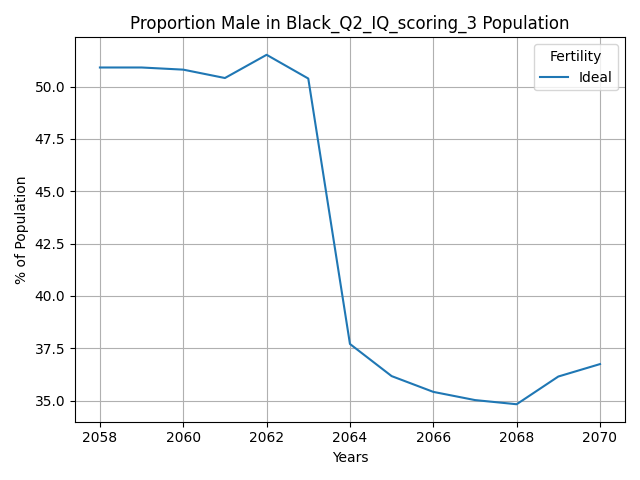 Proportion Male in Black_Q2_IQ_scoring_3 Population
Fertility
Ideal
% of Population
50.0
47.5
45.0
42.5
40.0
37.5
35.0
2058 2060 2062 2064 2066 2068 2070
Years